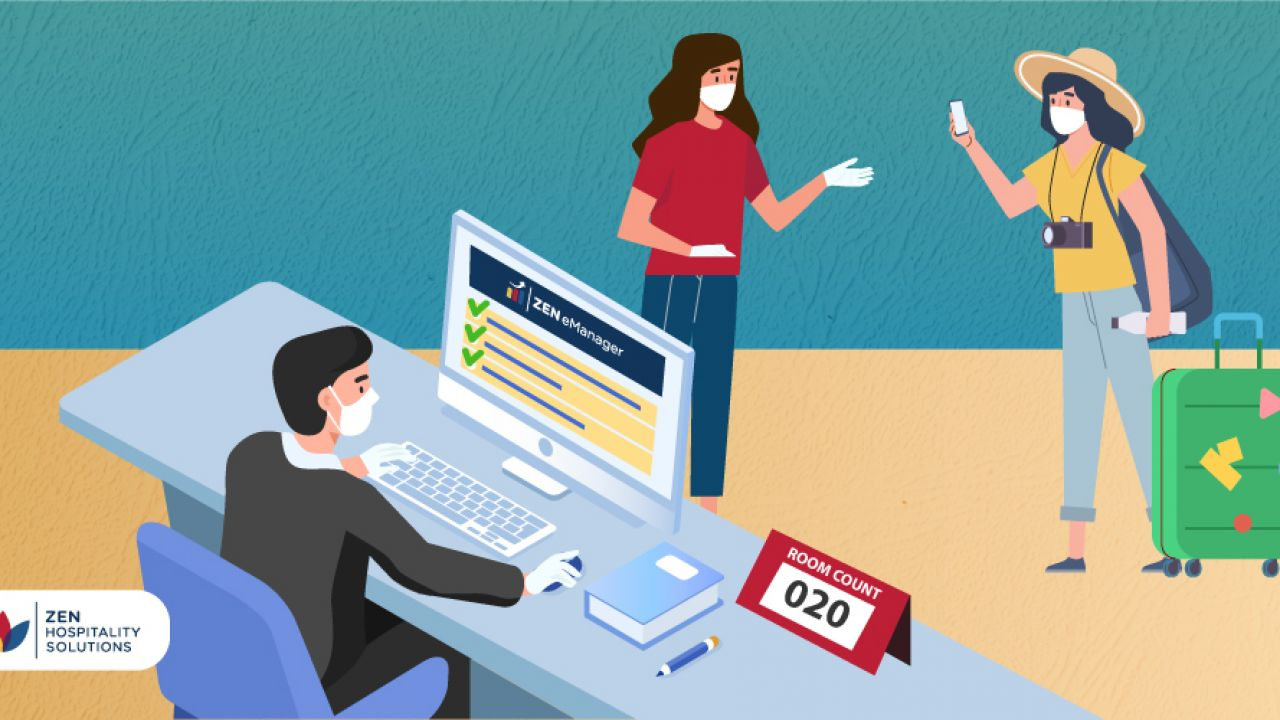 ZEN eManager
ROOM COUNT
020
ZEN
HOSPITALITY
SOLUTIONS